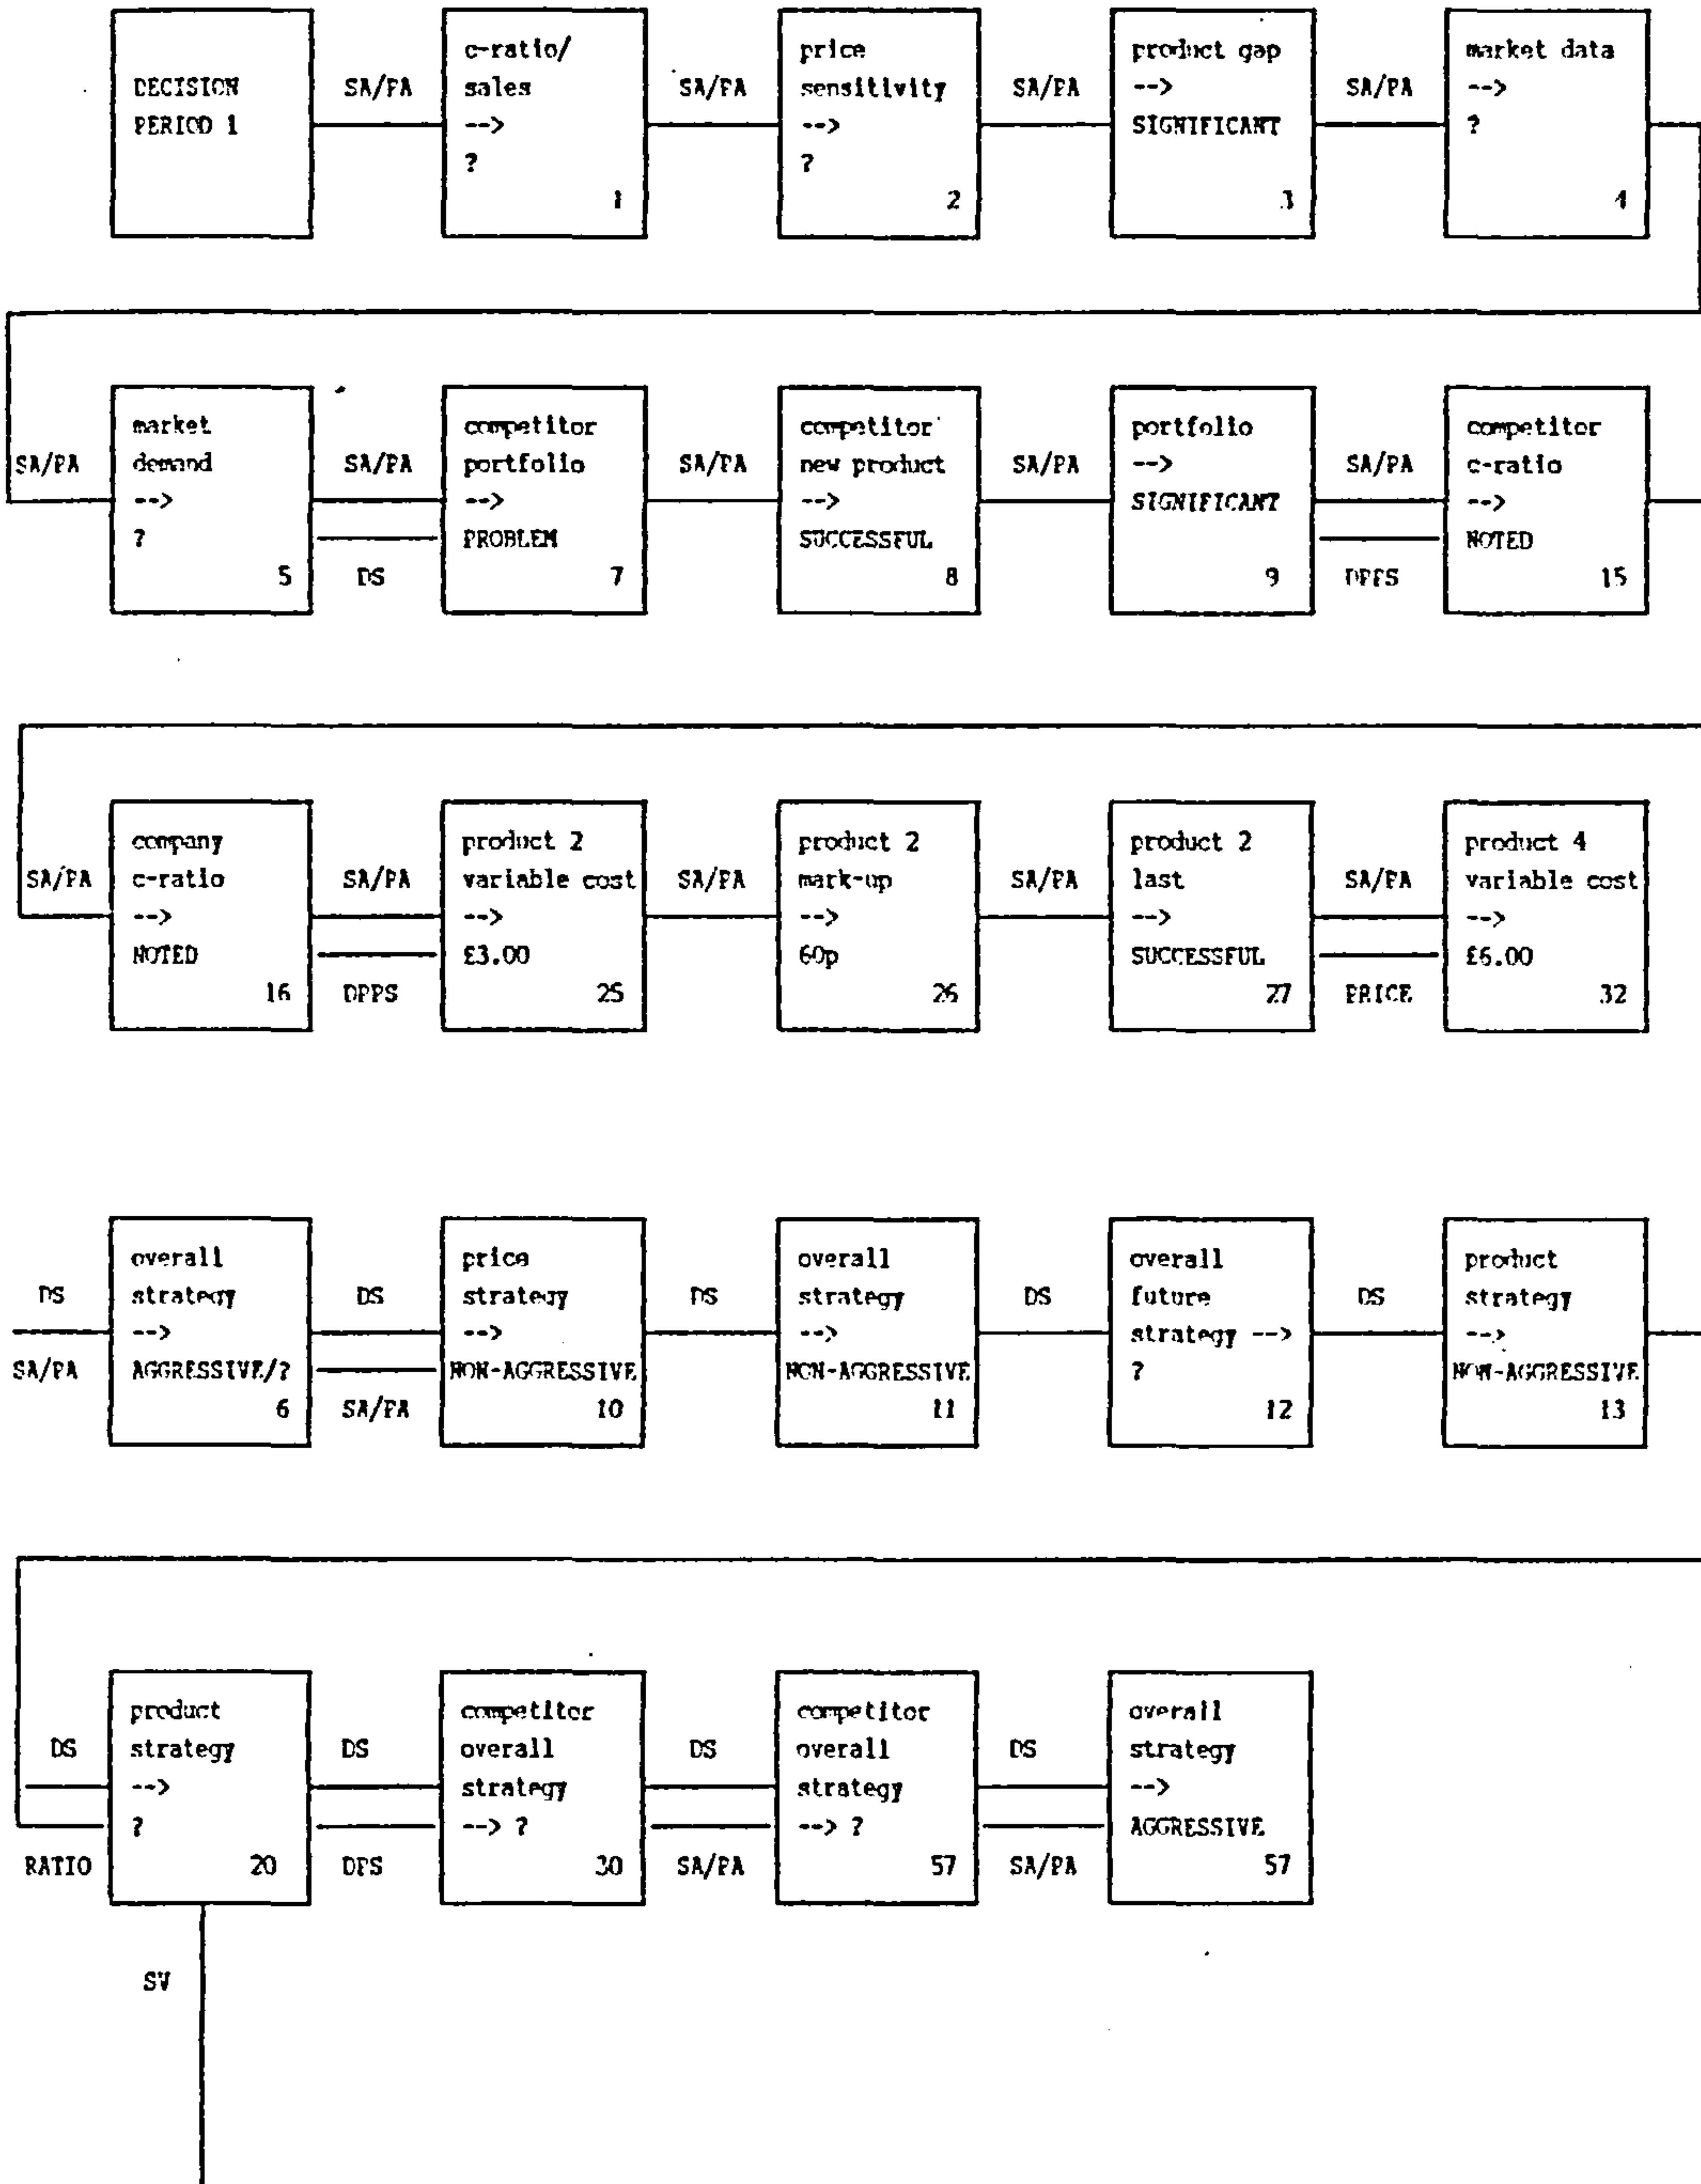 DECISION
PERIOD 1
SA/PA
c-ratio/
sales
-->
?
1
SA/PA
price
sensitivity
-->
?
2
SA/PA
product gap
-->
SIGNIFICANT
3
SA/PA
market data
-->
?
4
SA/PA
market
demand
-->
?
5
SA/PA
DS
competitor
portfolio
-->
PROBLEM
7
SA/PA
competitor
new product
-->
SUCCESSFUL
8
SA/PA
portfolio
-->
SIGNIFICANT
9
SA/PA
DPPS
competitor
c-ratio
-->
NOTED
15
SA/PA
company
c-ratio
-->
NOTED
16
SA/PA
DPPS
product 2
variable cost
-->
£3.00
25
SA/PA
product 2
mark-up
-->
60p
26
SA/PA
product 2
last
-->
SUCCESSFUL
27
SA/PA
PRICE
product 4
variable cost
-->
£6.00
32
DS
SA/PA
overall
strategy
-->
AGGRESSIVE/?
6
DS
SA/PA
price
strategy
-->
NON-AGGRESSIVE
10
DS
overall
strategy
-->
NON-AGGRESSIVE
11
DS
overall
future
strategy -->
?
12
DS
product
strategy
-->
NON-AGGRESSIVE
13
DS
RATIO
product
strategy
-->
?
20
DS
DPS
competitor
overall
strategy
--> ?
30
DS
SA/PA
competitor
overall
strategy
--> ?
57
DS
SA/PA
overall
strategy
-->
AGGRESSIVE
57
SV